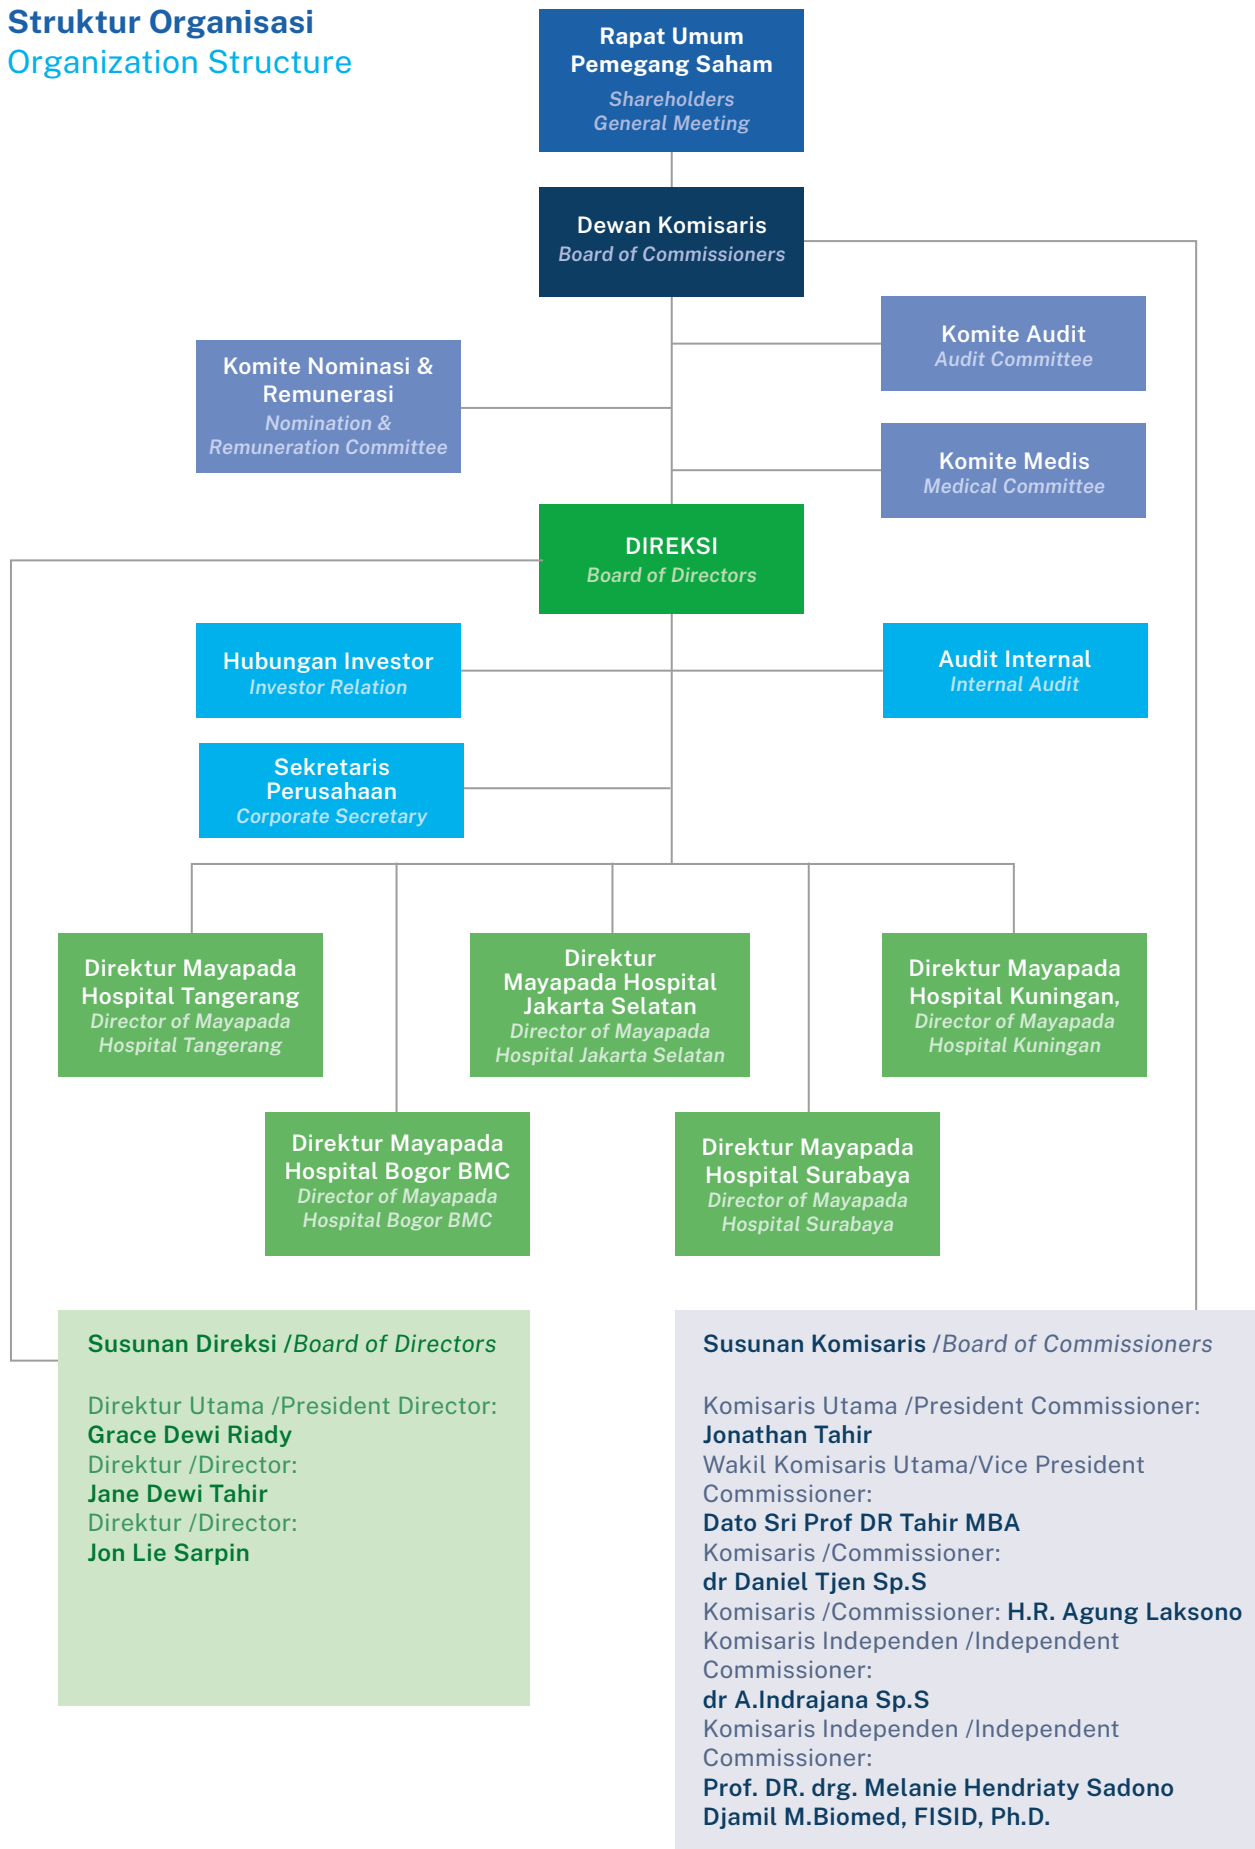 Struktur Organisasi
Organization Structure
Rapat Umum
Pemegang Saham
Shareholders
General Meeting
Dewan Komisaris
Board of Commissioners
Komite Audit
Audit Committee
Komite Nominasi &
Remunerasi
Nomination &
Remuneration Committee
Komite Medis
Medical Committee
DIREKSI
Board of Directors
Hubungan Investor
Investor Relation
Audit Internal
Internal Audit
Sekretaris
Perusahaan
Corporate Secretary
Direktur Mayapada
Hospital Tangerang
Director of Mayapada
Hospital Tangerang
Direktur
Mayapada Hospital
Jakarta Selatan
Director of Mayapada
Hospital Jakarta Selatan
Direktur Mayapada
Hospital Kuningan,
Director of Mayapada
Hospital Kuningan
Direktur Mayapada
Hospital Bogor BMC
Director of Mayapada
Hospital Bogor BMC
Direktur Mayapada
Hospital Surabaya
Director of Mayapada
Hospital Surabaya
Susunan Direksi /Board of Directors
Direktur Utama /President Director:
Grace Dewi Riady
Direktur /Director:
Jane Dewi Tahir
Direktur /Director:
Jon Lie Sarpin
Susunan Komisaris /Board of Commissioners
Komisaris Utama /President Commissioner:
Jonathan Tahir
Wakil Komisaris Utama/Vice President
Commissioner:
Dato Sri Prof DR Tahir MBA
Komisaris /Commissioner:
dr Daniel Tjen Sp.S
Komisaris /Commissioner: H.R. Agung Laksono
Komisaris Independen /Independent
Commissioner:
dr A.Indrajana Sp.S
Komisaris Independen /Independent
Commissioner:
Prof. DR. drg. Melanie Hendriaty Sadono
Djamil M.Biomed, FISID, Ph.D.